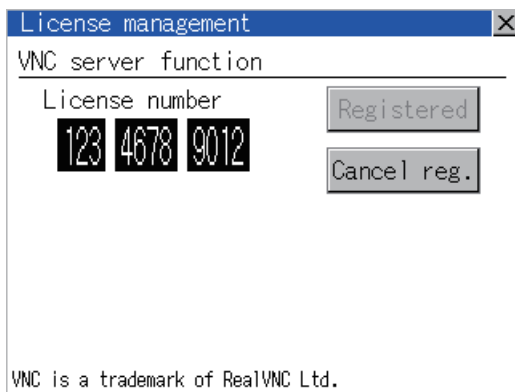 License management
VNC server function
License number
Registered
123 4678 9012
Cancel reg.
VNC is a trademark of RealVNC Ltd.